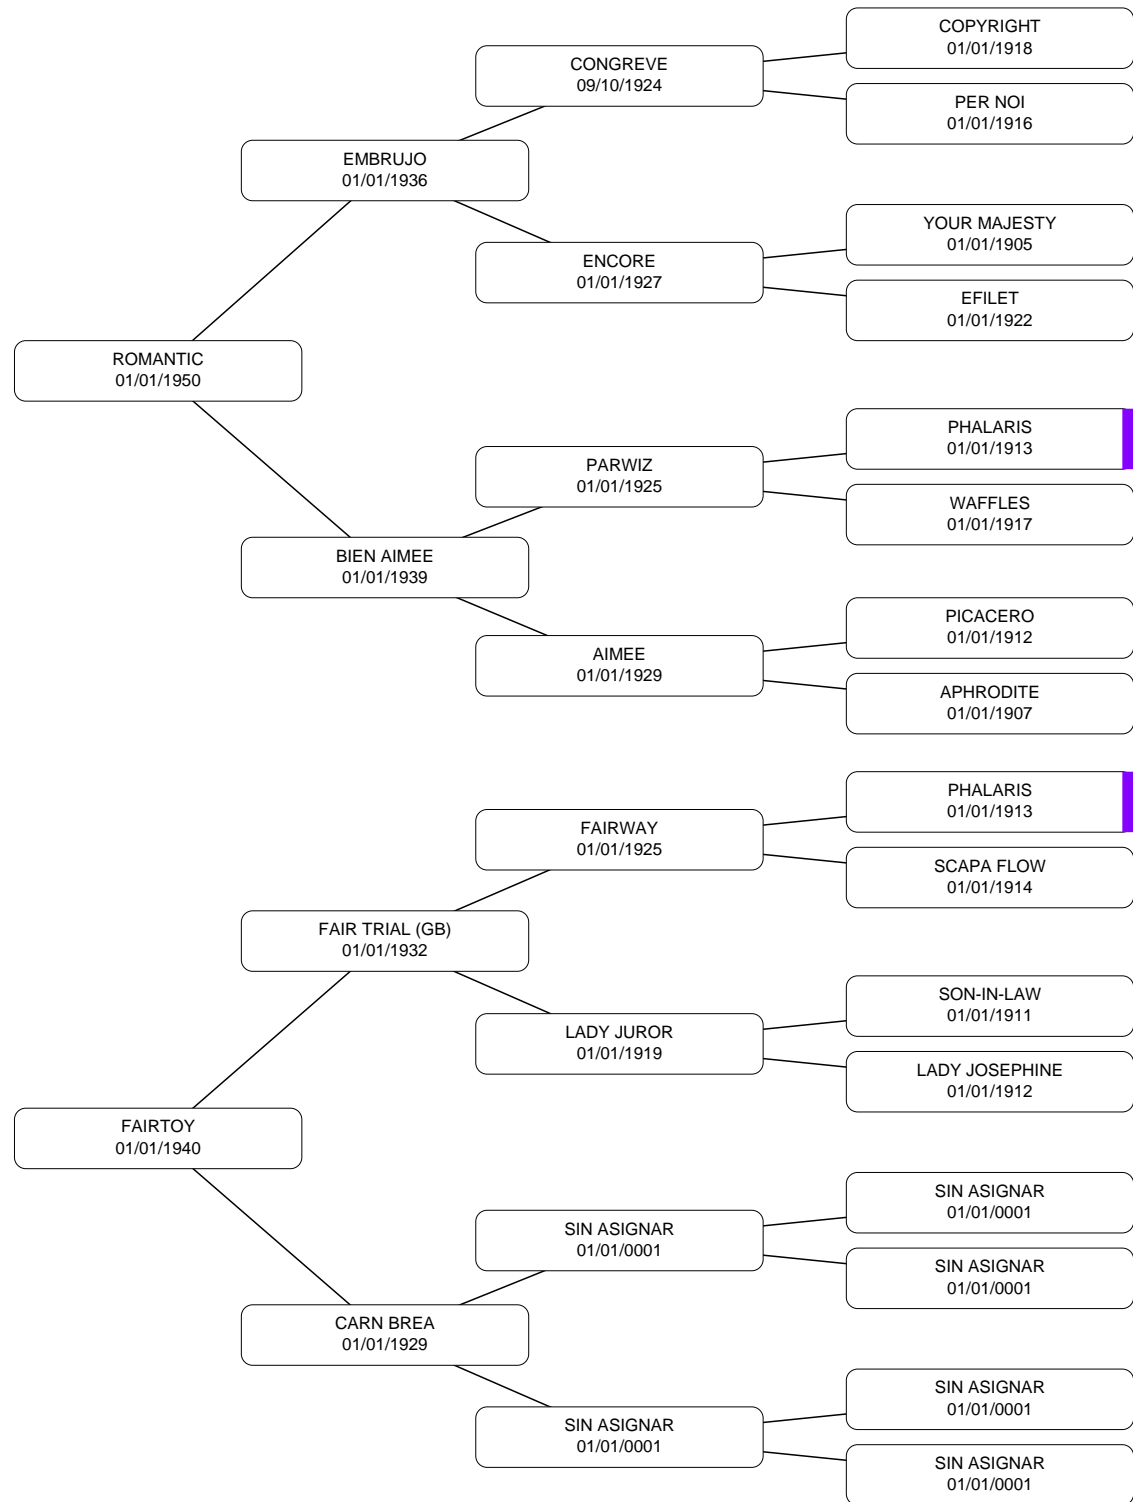 COPYRIGHT
01/01/1918
CONGREVE
09/10/1924
PER NOI
01/01/1916
EMBRUJO
01/01/1936
YOUR MAJESTY
01/01/1905
ENCORE
01/01/1927
EFILET
01/01/1922
ROMANTIC
01/01/1950
PHALARIS
01/01/1913
PARWIZ
01/01/1925
WAFFLES
01/01/1917
BIEN AIMEE
01/01/1939
PICACERO
01/01/1912
AIMEE
01/01/1929
APHRODITE
01/01/1907
PHALARIS
01/01/1913
FAIRWAY
01/01/1925
SCAPA FLOW
01/01/1914
FAIR TRIAL (GB)
01/01/1932
SON-IN-LAW
01/01/1911
LADY JUROR
01/01/1919
LADY JOSEPHINE
01/01/1912
FAIRTOY
01/01/1940
SIN ASIGNAR
01/01/0001
SIN ASIGNAR
01/01/0001
SIN ASIGNAR
01/01/0001
CARN BREA
01/01/1929
SIN ASIGNAR
01/01/0001
SIN ASIGNAR
01/01/0001
SIN ASIGNAR
01/01/0001